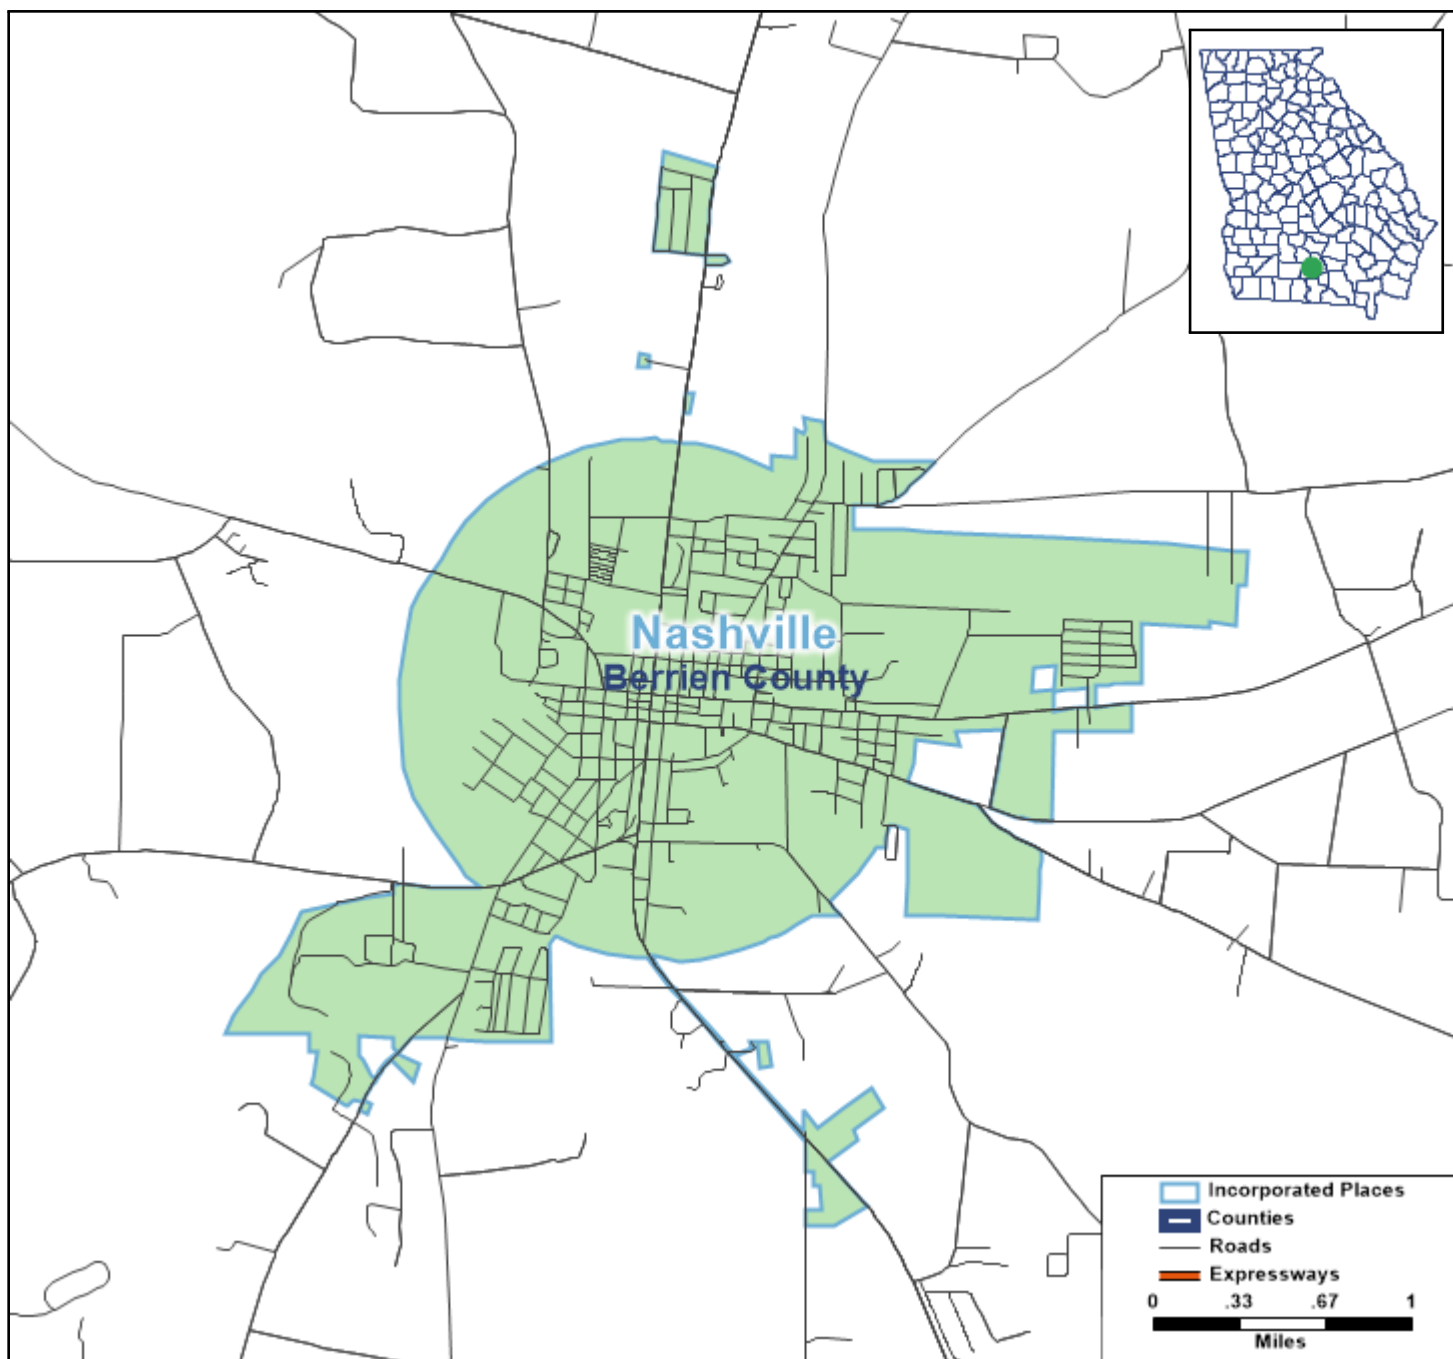 Nashville
Berrien County
Incorporated Places
Counties
Roads
Expressways
0 .33 .67 1
Miles